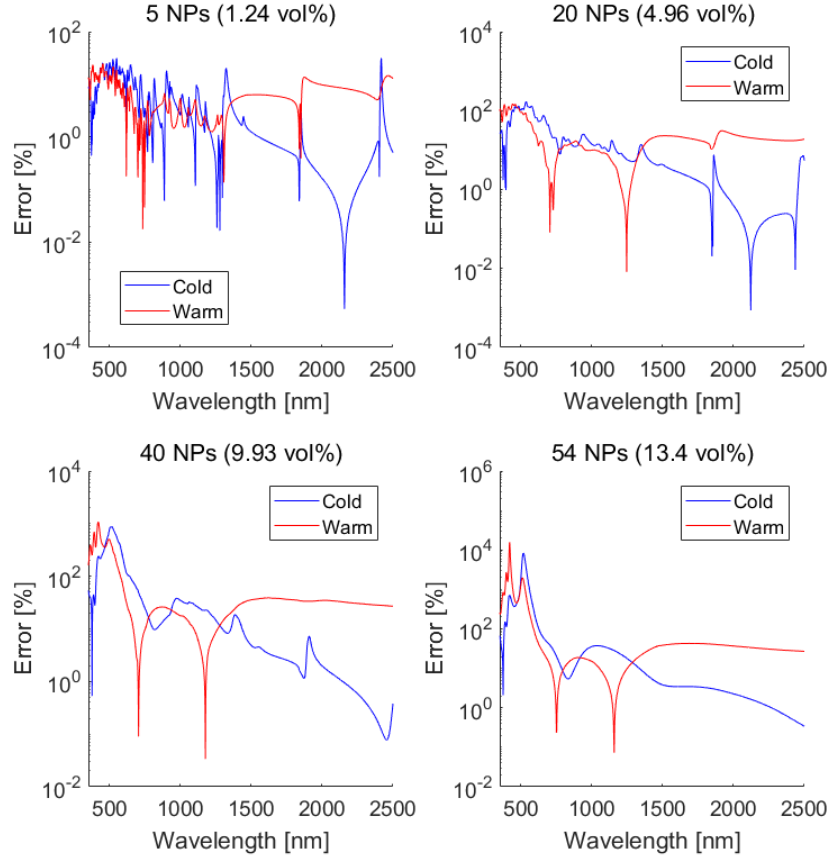 5 NPs (1.24 vol%)
10^2
10^0
10^-2
10^-4
Error [%]
Cold
Warm
500 1000 1500 2000 2500
Wavelength [nm]
20 NPs (4.96 vol%)
10^4
10^2
10^0
10^-2
10^-4
Error [%]
Cold
Warm
500 1000 1500 2000 2500
Wavelength [nm]
40 NPs (9.93 vol%)
10^4
10^2
10^0
10^-2
Error [%]
Cold
Warm
500 1000 1500 2000 2500
Wavelength [nm]
54 NPs (13.4 vol%)
10^6
10^4
10^2
10^0
10^-2
Error [%]
Cold
Warm
500 1000 1500 2000 2500
Wavelength [nm]